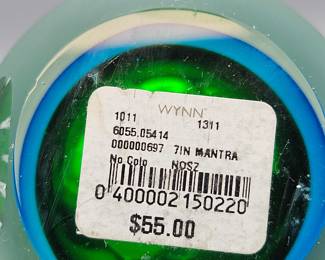 WYNN
1011 1311
6055.05414
000000697 7IN MANTRA
No Colo NOSZ
0 400002 150220
$55.00